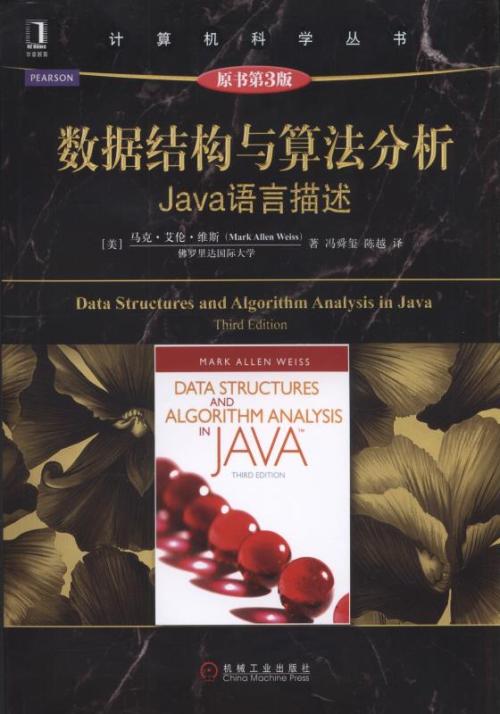 计算机科学丛书
华章教育
PEARSON
原书第3版
数据结构与算法分析
Java语言描述
[美] 马克·艾伦·维斯 (Mark Allen Weiss) 著 冯舜玺 陈越 译
佛罗里达国际大学
Data Structures and Algorithm Analysis in Java
Third Edition
MARK ALLEN WEISS
DATA STRUCTURES
AND
ALGORITHM ANALYSIS
IN
JAVA™
THIRD EDITION
机械工业出版社
China Machine Press